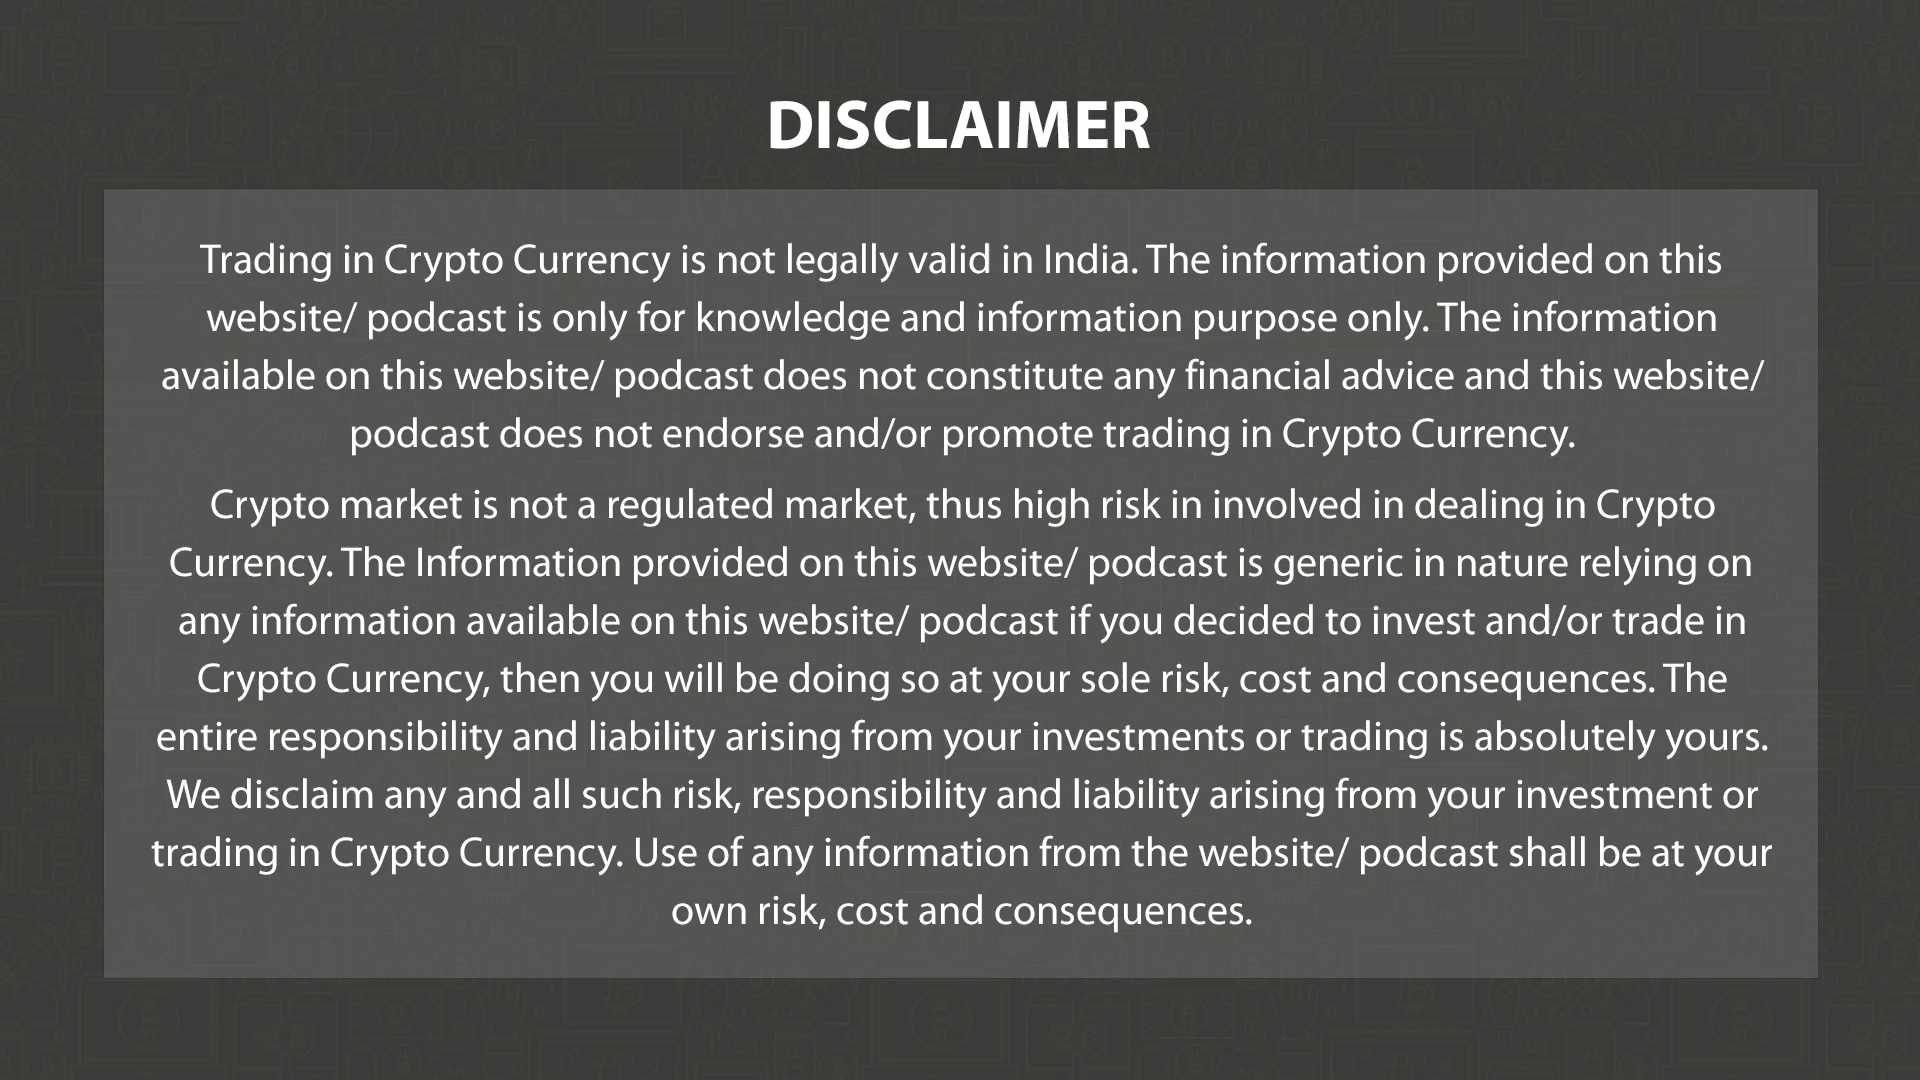 DISCLAIMER
Trading in Crypto Currency is not legally valid in India. The information provided on this
website/ podcast is only for knowledge and information purpose only. The information
available on this website/ podcast does not constitute any financial advice and this website/
podcast does not endorse and/or promote trading in Crypto Currency.
Crypto market is not a regulated market, thus high risk in involved in dealing in Crypto
Currency. The Information provided on this website/ podcast is generic in nature relying on
any information available on this website/ podcast if you decided to invest and/or trade in
Crypto Currency, then you will be doing so at your sole risk, cost and consequences. The
entire responsibility and liability arising from your investments or trading is absolutely yours.
We disclaim any and all such risk, responsibility and liability arising from your investment or
trading in Crypto Currency. Use of any information from the website/ podcast shall be at your
own risk, cost and consequences.